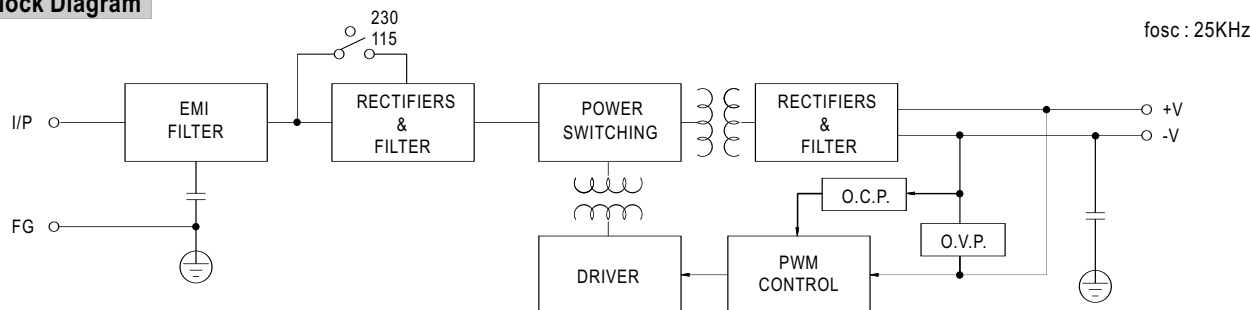 lock Diagram
230
115
fosc : 25KHz
I/P
EMI
FILTER
RECTIFIERS
&
FILTER
POWER
SWITCHING
RECTIFIERS
&
FILTER
+V
-V
O.C.P.
FG
O.V.P.
DRIVER
PWM
CONTROL